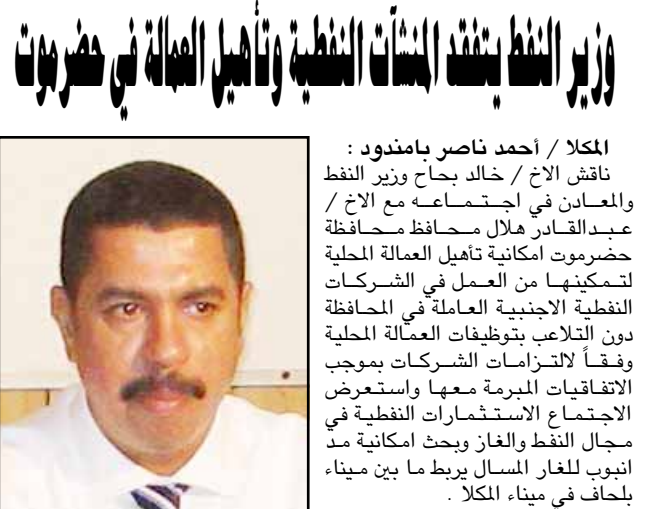 وزير النفط يتفقد المنشآت النفطية وتأهيل العمالة في حضرموت
المكلا / أحمد ناصر بامندود :
ناقش الاخ / خالد بحاح وزير النفط
والمعادن في اجتماعه مع الاخ /
عبدالقادر هلال محافظ محافظة
حضرموت امكانية تأهيل العمالة المحلية
لتمكينها من العمل في الشركات
النفطية الاجنبية العاملة في المحافظة
دون التلاعب بتوظيفات العمالة المحلية
وفقاً لالتزامات الشركات بموجب
الاتفاقيات المبرمة معها واستعرض
الاجتماع الاستثمارات النفطية في
مجال النفط والغاز وبحث امكانية مد
انبوب للغاز المسال يربط ما بين ميناء
بلحاف في ميناء المكلا .